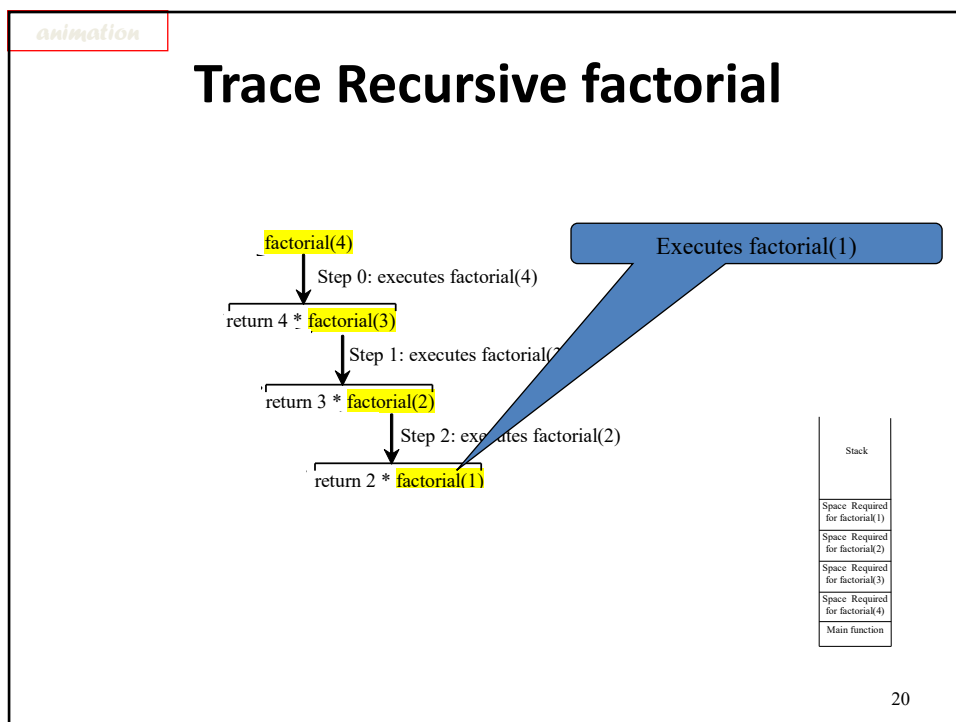 animation
Trace Recursive factorial
factorial(4)
Executes factorial(1)
Step 0: executes factorial(4)
return 4 * factorial(3)
Step 1: executes
return 3 * factorial(2)
Step 2: executes factorial(2)
return 2 * factorial(1)
Stack
Space Required
for factorial(1)
Space Required
for factorial(2)
Space Required
for factorial(3)
Space Required
for factorial(4)
Main function
20